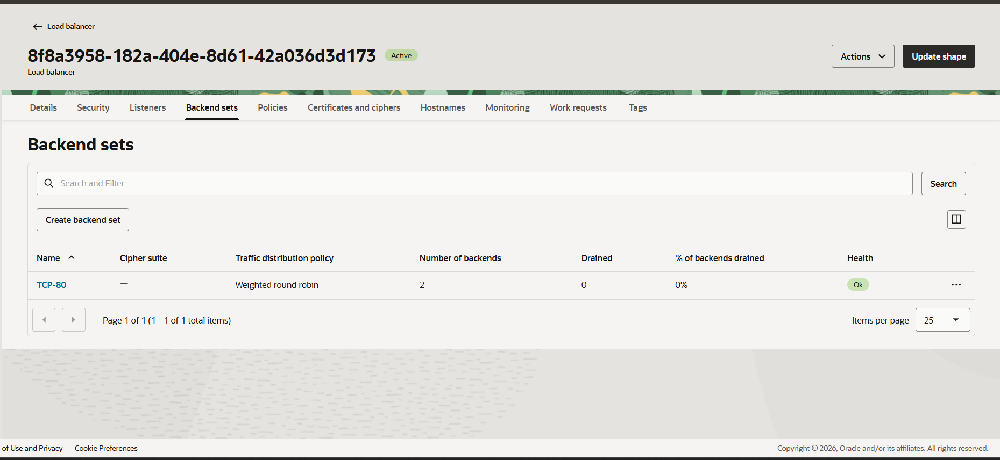 Load balancer
8f8a3958-182a-404e-8d61-42a036d3d173 Active
Load balancer
Actions Update shape
Details Security Listeners Backend sets Policies Certificates and ciphers Hostnames Monitoring Work requests Tags
Backend sets
Search and Filter Search
Create backend set
Name Cipher suite Traffic distribution policy Number of backends Drained % of backends drained Health
TCP-80 — Weighted round robin 2 0 0% Ok ...
Page 1 of 1 (1 - 1 of 1 total items) Items per page 25
of Use and Privacy Cookie Preferences Copyright © 2026, Oracle and/or its affiliates. All rights reserved.